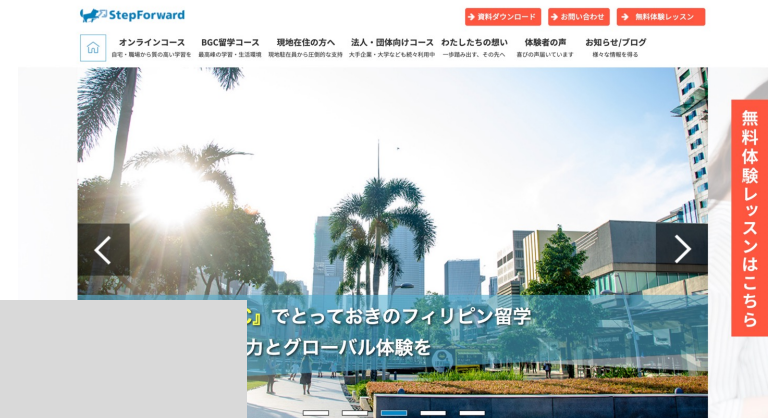 StepForward
資料ダウンロード
お問い合わせ
無料体験レッスン
オンラインコース
自宅・職場から質の高い学習を
BGC留学コース
最高峰の学習・生活環境
現地在住の方へ
現地駐在員から圧倒的な支持
法人・団体向けコース
大手企業・大学なども続々利用中
わたしたちの想い
一歩踏み出す、その先へ
体験者の声
喜びの声届いています
お知らせ/ブログ
様々な情報を得る
無料体験レッスンはこちら
』でとっておきのフィリピン留学
力とグローバル体験を